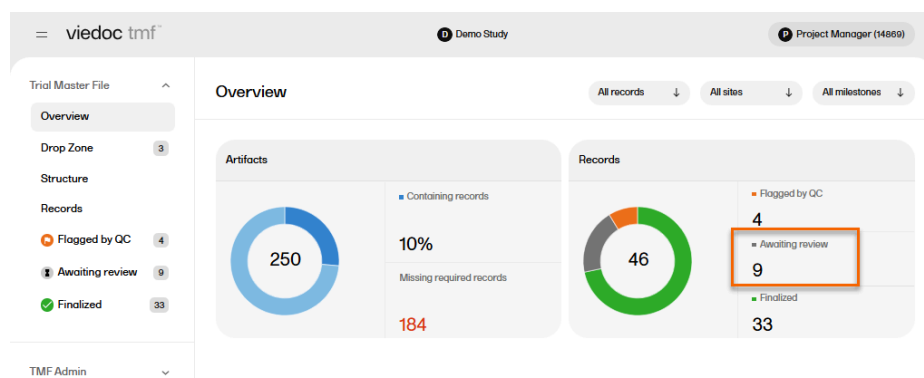 viedoc tmf™
D Demo Study
P Project Manager (14869)
Trial Master File
Overview
Drop Zone 3
Structure
Records
Flagged by QC 4
Awaiting review 9
Finalized 33
TMF Admin
Overview
All records ↓
All sites ↓
All milestones ↓
Artifacts
250
Containing records
10%
Missing required records
184
Records
46
Flagged by QC
4
Awaiting review
9
Finalized
33